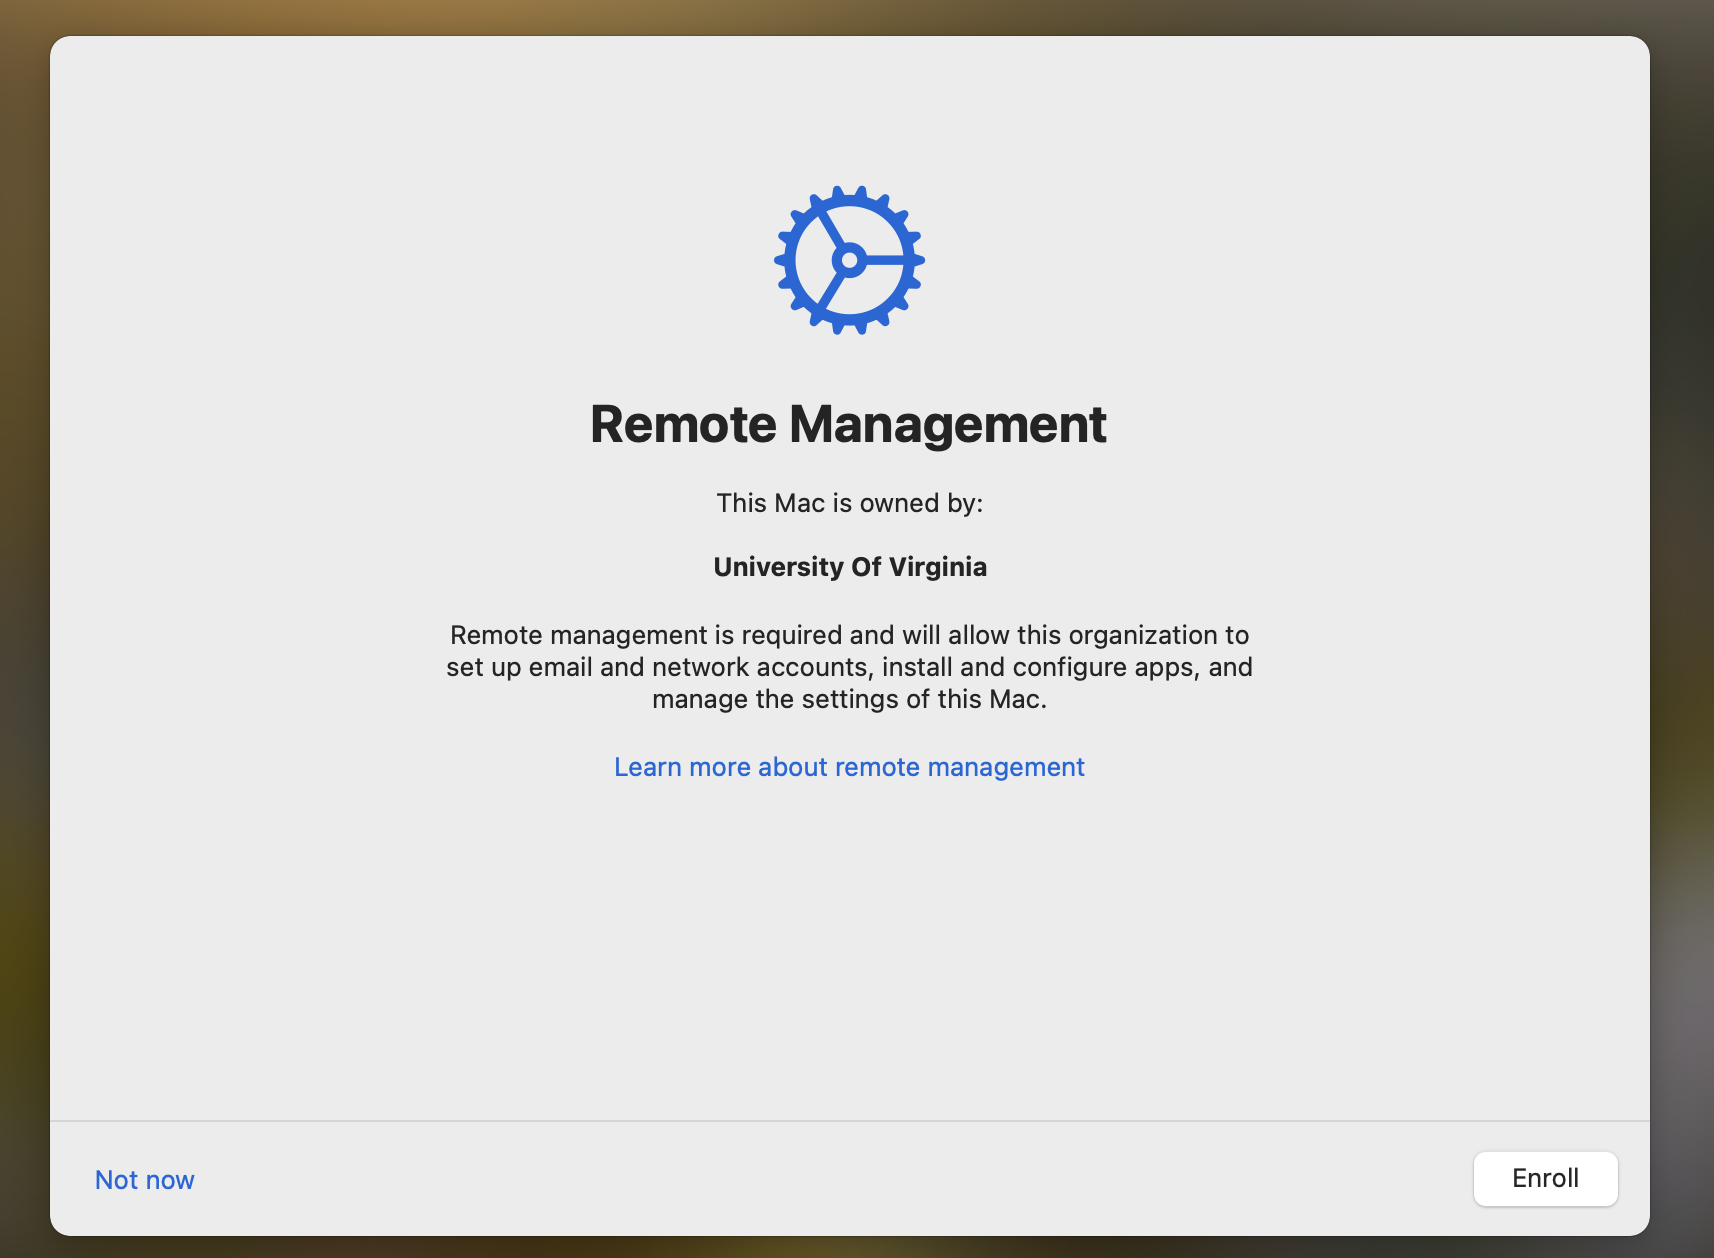 Remote Management
This Mac is owned by:
University Of Virginia
Remote management is required and will allow this organization to
set up email and network accounts, install and configure apps, and
manage the settings of this Mac.
Learn more about remote management
Not now
Enroll